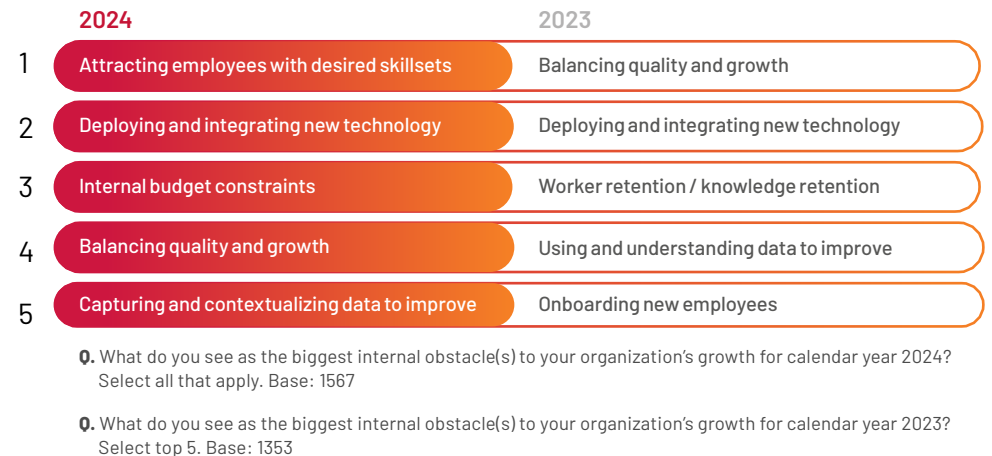 2024 2023
1 Attracting employees with desired skillsets Balancing quality and growth
2 Deploying and integrating new technology Deploying and integrating new technology
3 Internal budget constraints Worker retention / knowledge retention
4 Balancing quality and growth Using and understanding data to improve
5 Capturing and contextualizing data to improve Onboarding new employees
Q. What do you see as the biggest internal obstacle(s) to your organization’s growth for calendar year 2024?
Select all that apply. Base: 1567
Q. What do you see as the biggest internal obstacle(s) to your organization’s growth for calendar year 2023?
Select top 5. Base: 1353